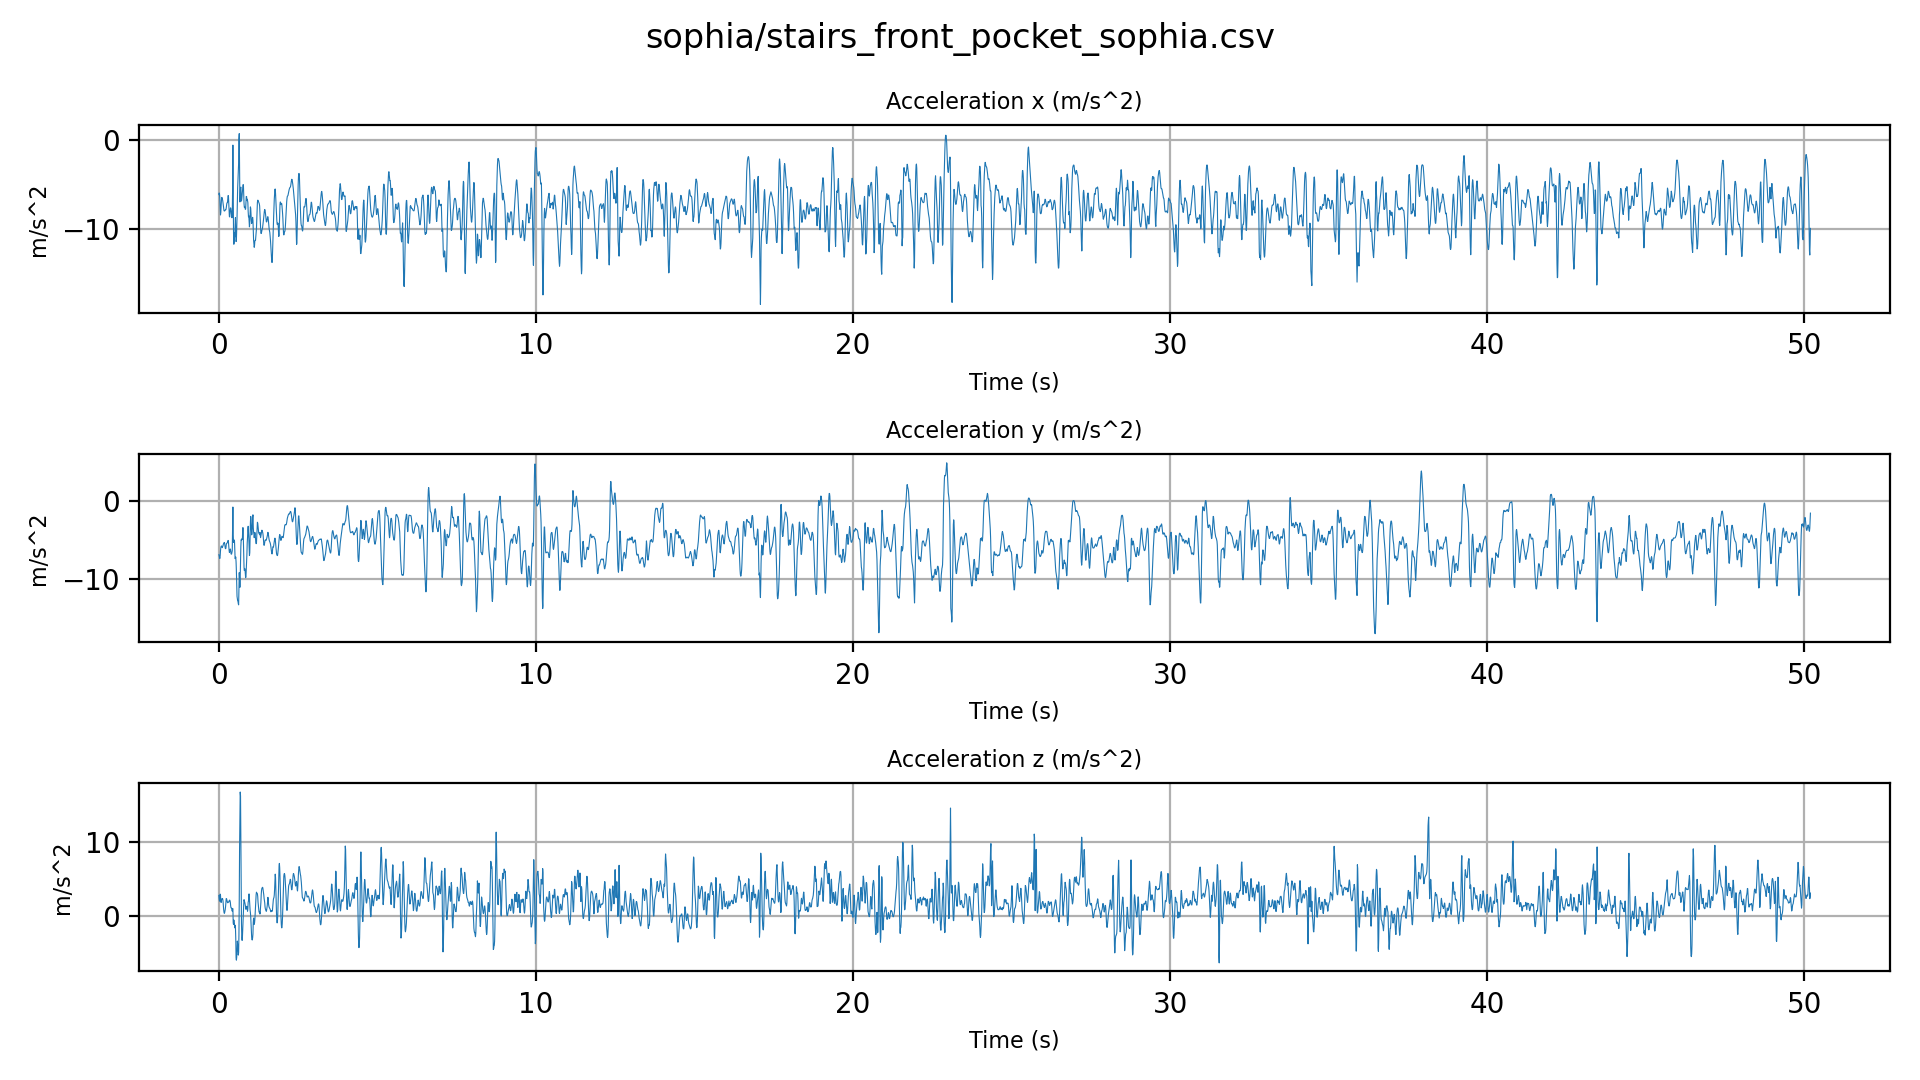 sophia/stairs_front_pocket_sophia.csv
Acceleration x (m/s^2)
m/s^2
0
−10
0 10 20 30 40 50
Time (s)
Acceleration y (m/s^2)
m/s^2
0
−10
0 10 20 30 40 50
Time (s)
Acceleration z (m/s^2)
m/s^2
10
0
0 10 20 30 40 50
Time (s)